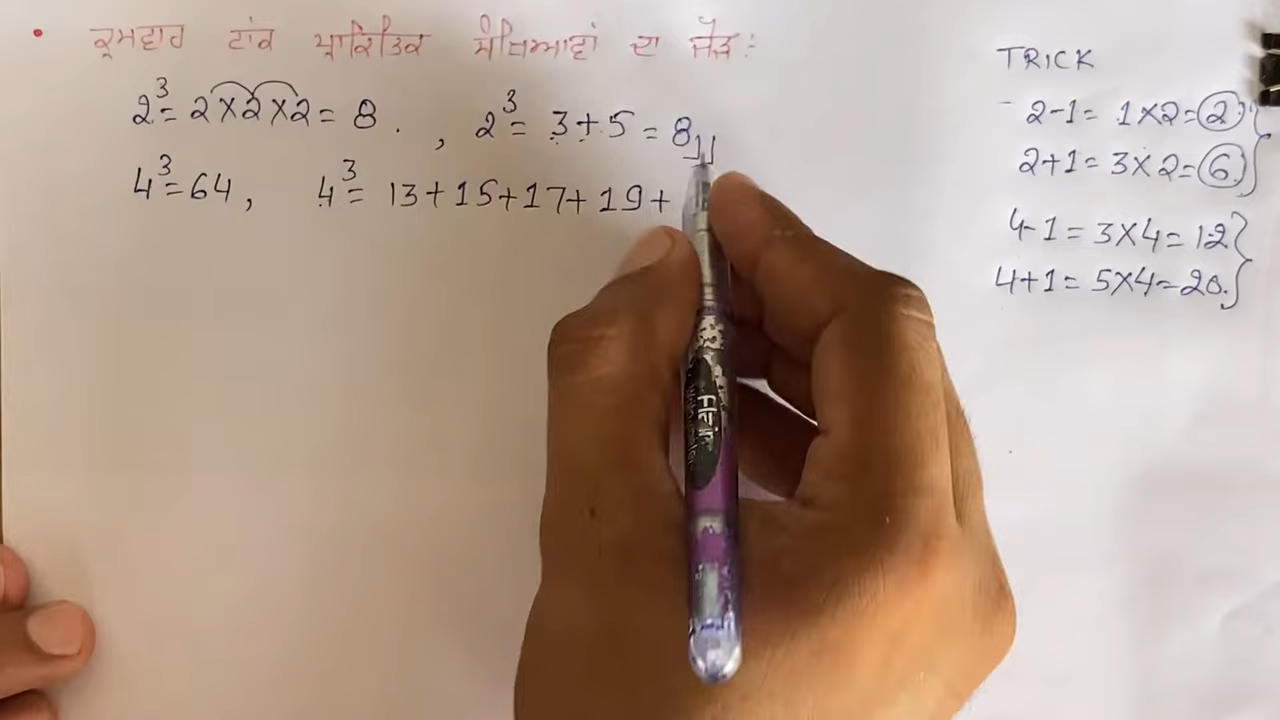 • ਕ੍ਰਮਵਾਰ ਟਾਂਕ ਪ੍ਰਾਕਿਰਤਿਕ ਸੰਖਿਆਵਾਂ ਦਾ ਜੋੜ :
2³ = 2×2×2 = 8 . , 2³ = 3+5 = 8
4³ = 64 , 4³ = 13+15+17+19+
TRICK
2-1 = 1×2 = 2
2+1 = 3×2 = 6
4-1 = 3×4 = 12
4+1 = 5×4 = 20.
Flair